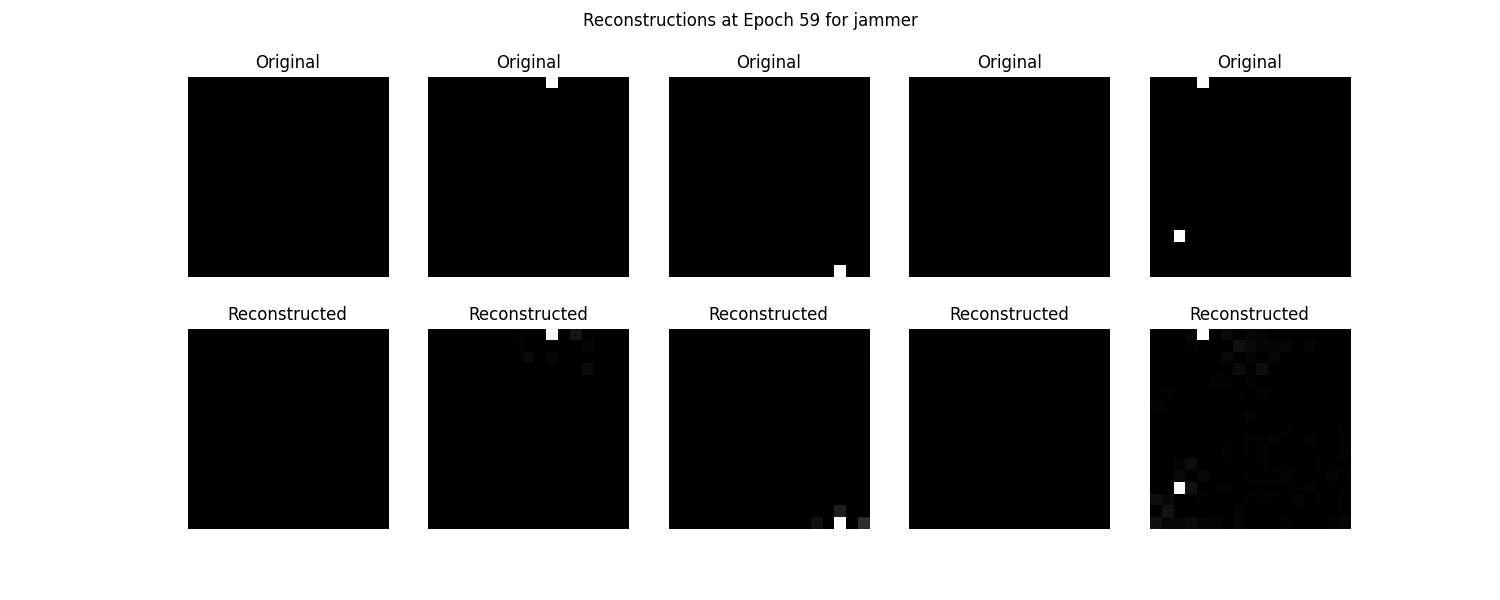 Reconstructions at Epoch 59 for jammer
Original Original Original Original Original
Reconstructed Reconstructed Reconstructed Reconstructed Reconstructed